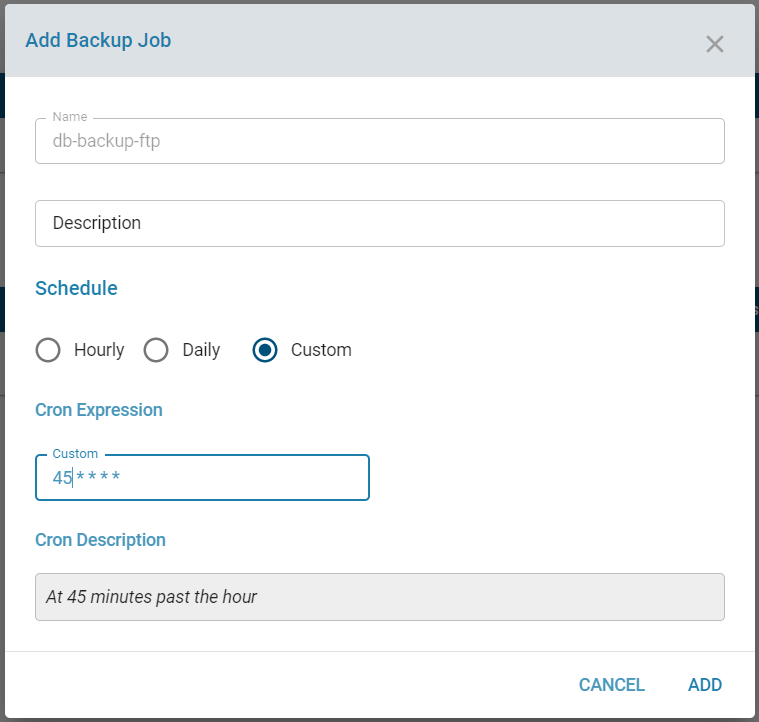 Add Backup Job
Name
db-backup-ftp
Description
Schedule
Hourly Daily Custom
Cron Expression
Custom
45 * * * *
Cron Description
At 45 minutes past the hour
CANCEL ADD